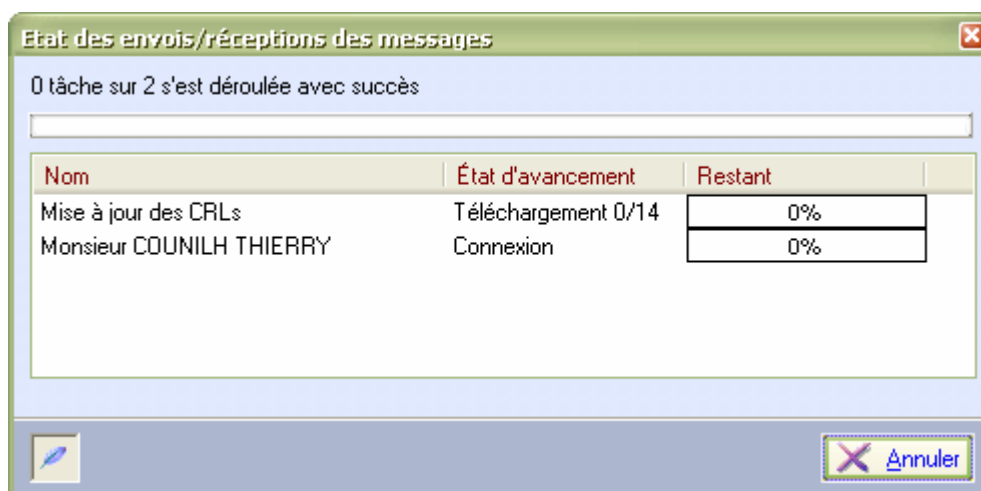 Etat des envois/réceptions des messages
0 tâche sur 2 s'est déroulée avec succès
Nom État d'avancement Restant
Mise à jour des CRLs Téléchargement 0/14 0%
Monsieur COUNILH THIERRY Connexion 0%
Annuler